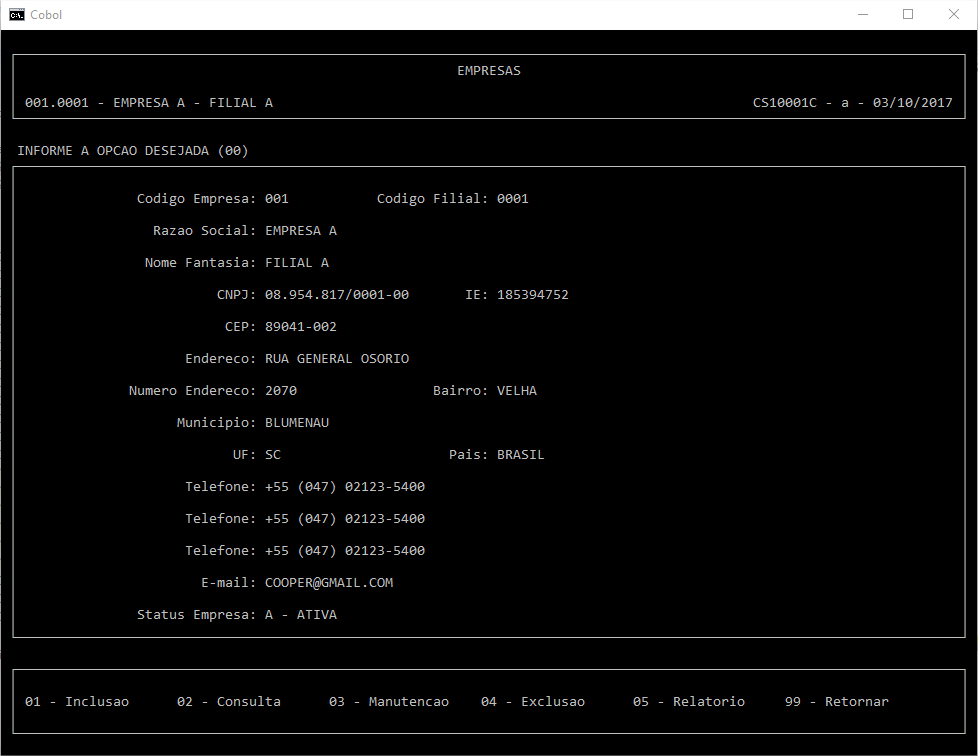 Cobol
EMPRESAS
001.0001 - EMPRESA A - FILIAL A CS10001C - a - 03/10/2017
INFORME A OPCAO DESEJADA (00)
Codigo Empresa: 001 Codigo Filial: 0001
Razao Social: EMPRESA A
Nome Fantasia: FILIAL A
CNPJ: 08.954.817/0001-00 IE: 185394752
CEP: 89041-002
Endereco: RUA GENERAL OSORIO
Numero Endereco: 2070 Bairro: VELHA
Municipio: BLUMENAU
UF: SC Pais: BRASIL
Telefone: +55 (047) 02123-5400
Telefone: +55 (047) 02123-5400
Telefone: +55 (047) 02123-5400
E-mail: COOPER@GMAIL.COM
Status Empresa: A - ATIVA
01 - Inclusao 02 - Consulta 03 - Manutencao 04 - Exclusao 05 - Relatorio 99 - Retornar